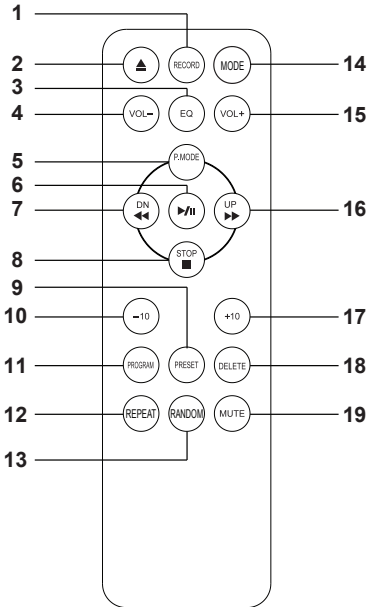 1
2 ▲ RECORD MODE 14
3
4 VOL– EQ VOL+ 15
5 P.MODE
6
7 DN ◀◀ ▶/II UP ▶▶ 16
8 STOP ■
9
10 –10 +10 17
11 PROGRAM PRESET DELETE 18
12 REPEAT RANDOM MUTE 19
13